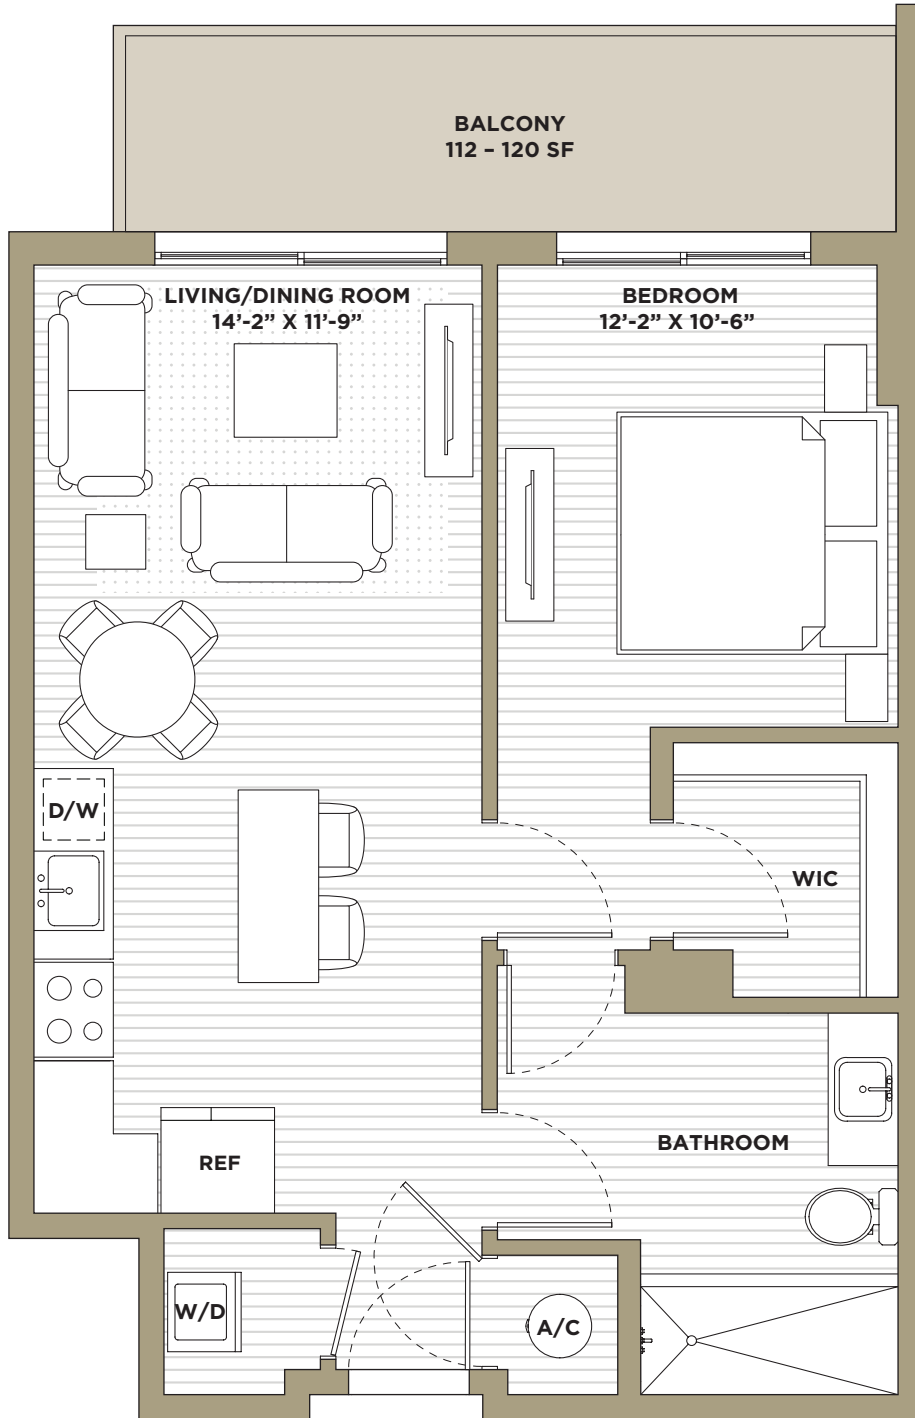 BALCONY
112 – 120 SF
LIVING/DINING ROOM
14’-2” X 11’-9”
BEDROOM
12’-2” X 10’-6”
D/W
WIC
BATHROOM
REF
W/D
A/C